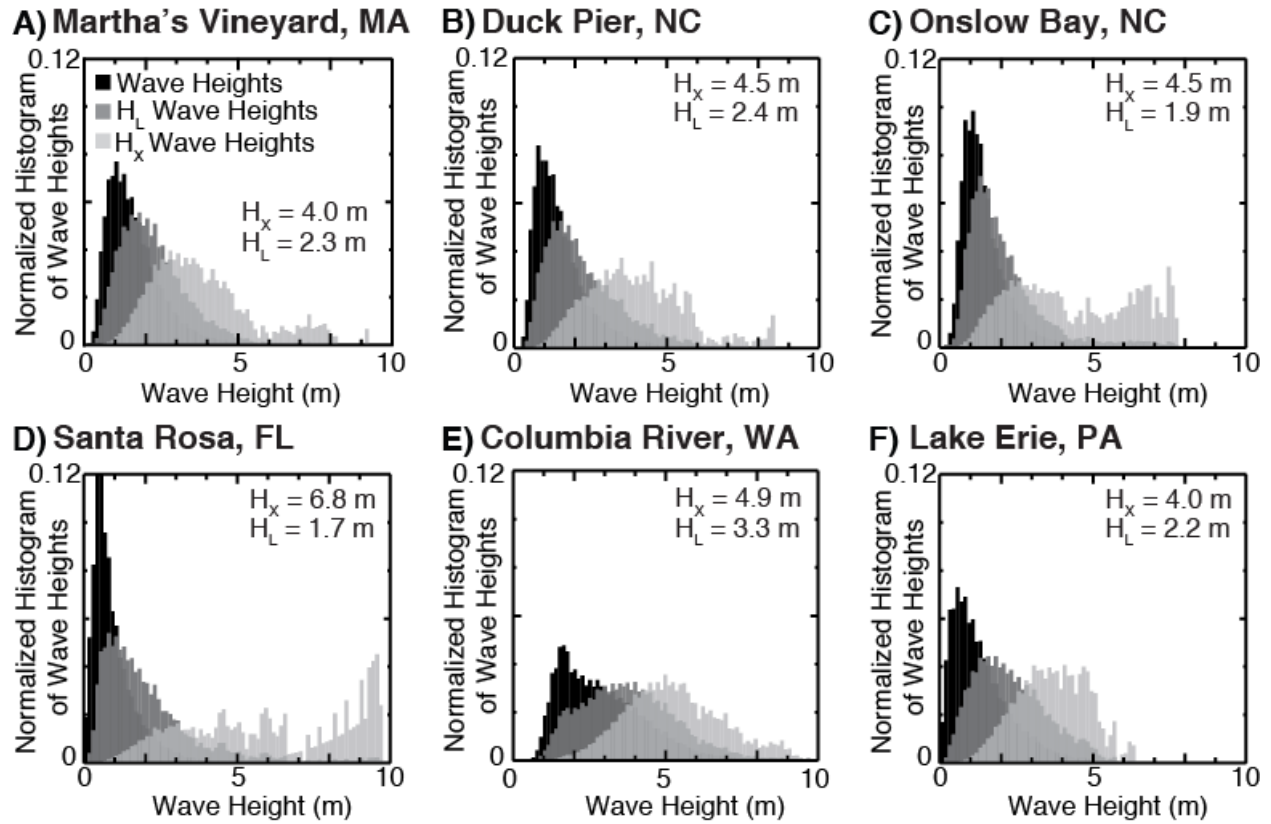 A) Martha's Vineyard, MA
0.12
Wave Heights
H_L Wave Heights
H_x Wave Heights
H_x = 4.0 m
H_L = 2.3 m
Normalized Histogram
of Wave Heights
0
0 5 10
Wave Height (m)
B) Duck Pier, NC
0.12
H_x = 4.5 m
H_L = 2.4 m
Normalized Histogram
of Wave Heights
0
0 5 10
Wave Height (m)
C) Onslow Bay, NC
0.12
H_x = 4.5 m
H_L = 1.9 m
Normalized Histogram
of Wave Heights
0
0 5 10
Wave Height (m)
D) Santa Rosa, FL
0.12
H_x = 6.8 m
H_L = 1.7 m
Normalized Histogram
of Wave Heights
0
0 5 10
Wave Height (m)
E) Columbia River, WA
0.12
H_x = 4.9 m
H_L = 3.3 m
Normalized Histogram
of Wave Heights
0
0 5 10
Wave Height (m)
F) Lake Erie, PA
0.12
H_x = 4.0 m
H_L = 2.2 m
Normalized Histogram
of Wave Heights
0
0 5 10
Wave Height (m)